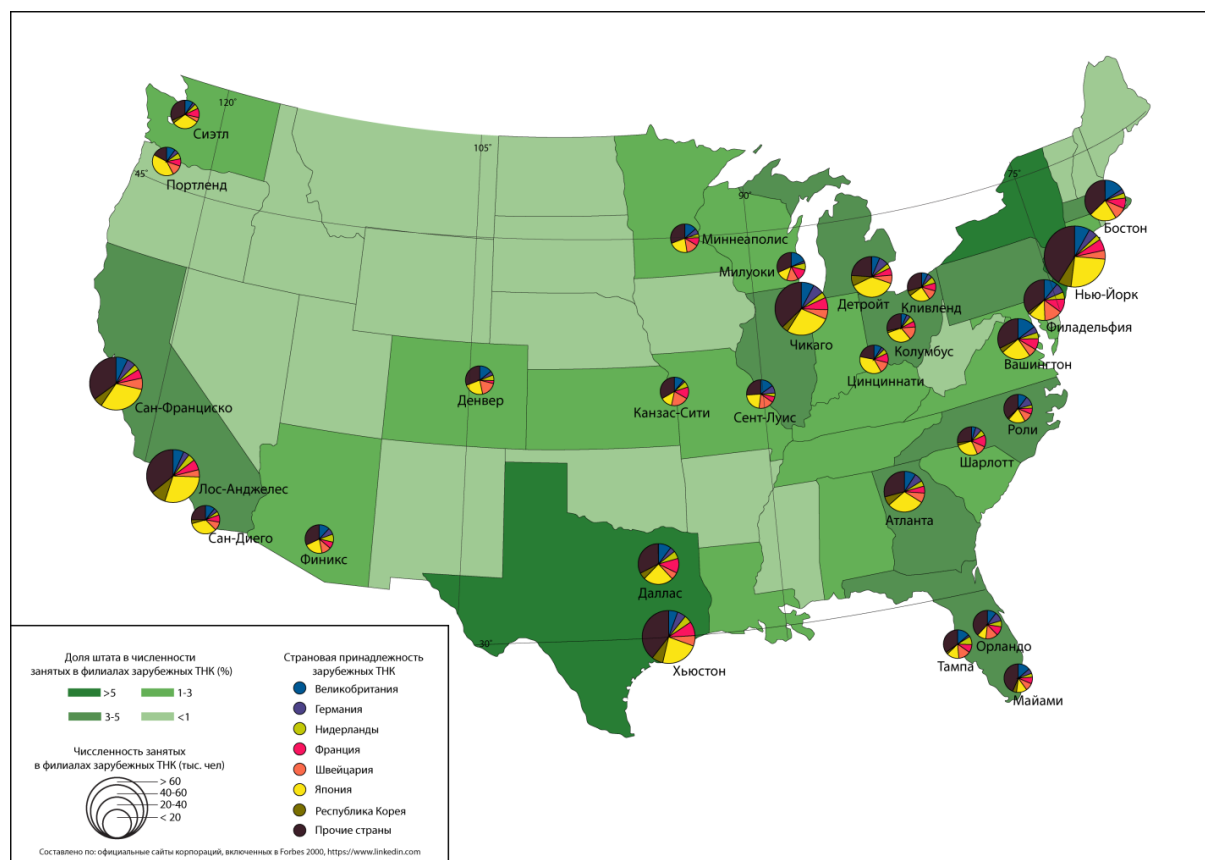 120°
105°
90°
75°
45°
30°
Сиэтл
Портленд
Миннеаполис
Милуоки
Чикаго
Детройт
Кливленд
Колумбус
Цинциннати
Бостон
Нью-Йорк
Филадельфия
Вашингтон
Сан-Франциско
Денвер
Канзас-Сити
Сент-Луис
Роли
Шарлотт
Лос-Анджелес
Атланта
Сан-Диего
Финикс
Даллас
Хьюстон
Орландо
Тампа
Майами
Доля штата в численности
занятых в филиалах зарубежных ТНК (%)
>5
1-3
3-5
<1
Чиссленность занятых
в филиалах зарубежных ТНК (тыс. чел)
> 60
40-60
20-40
< 20
Страновая принадлежность
зарубежных ТНК
Великобритания
Германия
Нидерланды
Франция
Швейцария
Япония
Республика Корея
Прочие страны
Составлено по: официальные сайты корпораций, включенных в Forbes 2000, https://www.linkedin.com